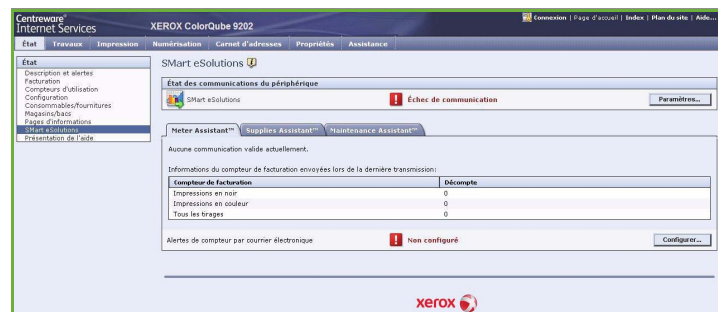 Centreware®
Internet Services
XEROX ColorQube 9202
Connexion | Page d'accueil | Index | Plan du site | Aide...
État Travaux Impression Numérisation Carnet d'adresses Propriétés Assistance
État
Description et alertes
Facturation
Compteurs d'utilisation
Configuration
Consommables/fournitures
Magasins/bacs
Pages d'informations
SMart eSolutions
Présentation de l'aide
SMart eSolutions
État des communications du périphérique
SMart eSolutions ! Échec de communication Paramètres...
Meter Assistant™ Supplies Assistant™ Maintenance Assistant™
Aucune communication valide actuellement.
Informations du compteur de facturation envoyées lors de la dernière transmission:
Compteur de facturation Décompte
Impressions en noir 0
Impressions en couleur 0
Tous les tirages 0
Alertes de compteur par courrier électronique ! Non configuré Configurer...
xerox